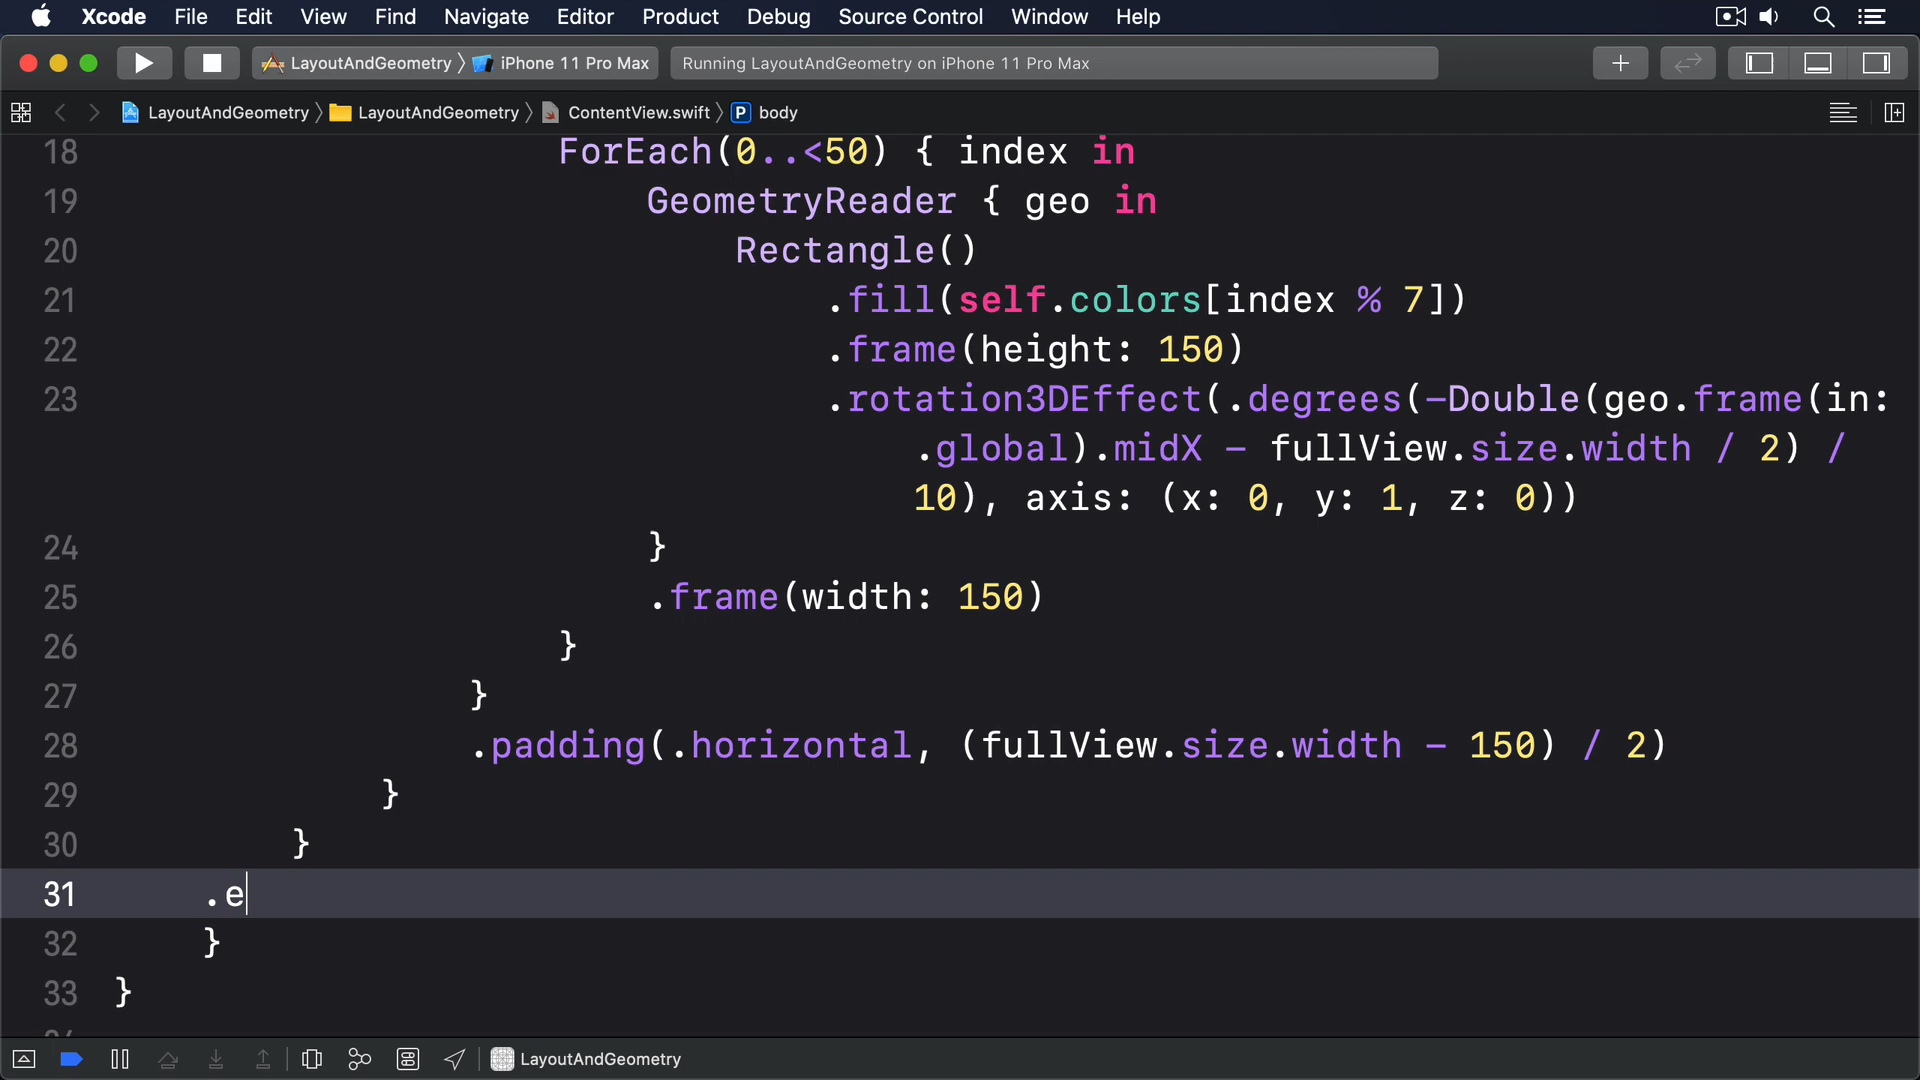 Xcode File Edit View Find Navigate Editor Product Debug Source Control Window Help
LayoutAndGeometry iPhone 11 Pro Max Running LayoutAndGeometry on iPhone 11 Pro Max
LayoutAndGeometry LayoutAndGeometry ContentView.swift P body
18 ForEach(0..<50) { index in
19 GeometryReader { geo in
20 Rectangle()
21 .fill(self.colors[index % 7])
22 .frame(height: 150)
23 .rotation3DEffect(.degrees(-Double(geo.frame(in:
.global).midX - fullView.size.width / 2) /
10), axis: (x: 0, y: 1, z: 0))
24 }
25 .frame(width: 150)
26 }
27 }
28 .padding(.horizontal, (fullView.size.width - 150) / 2)
29 }
30 }
31 .e
32 }
33 }
LayoutAndGeometry